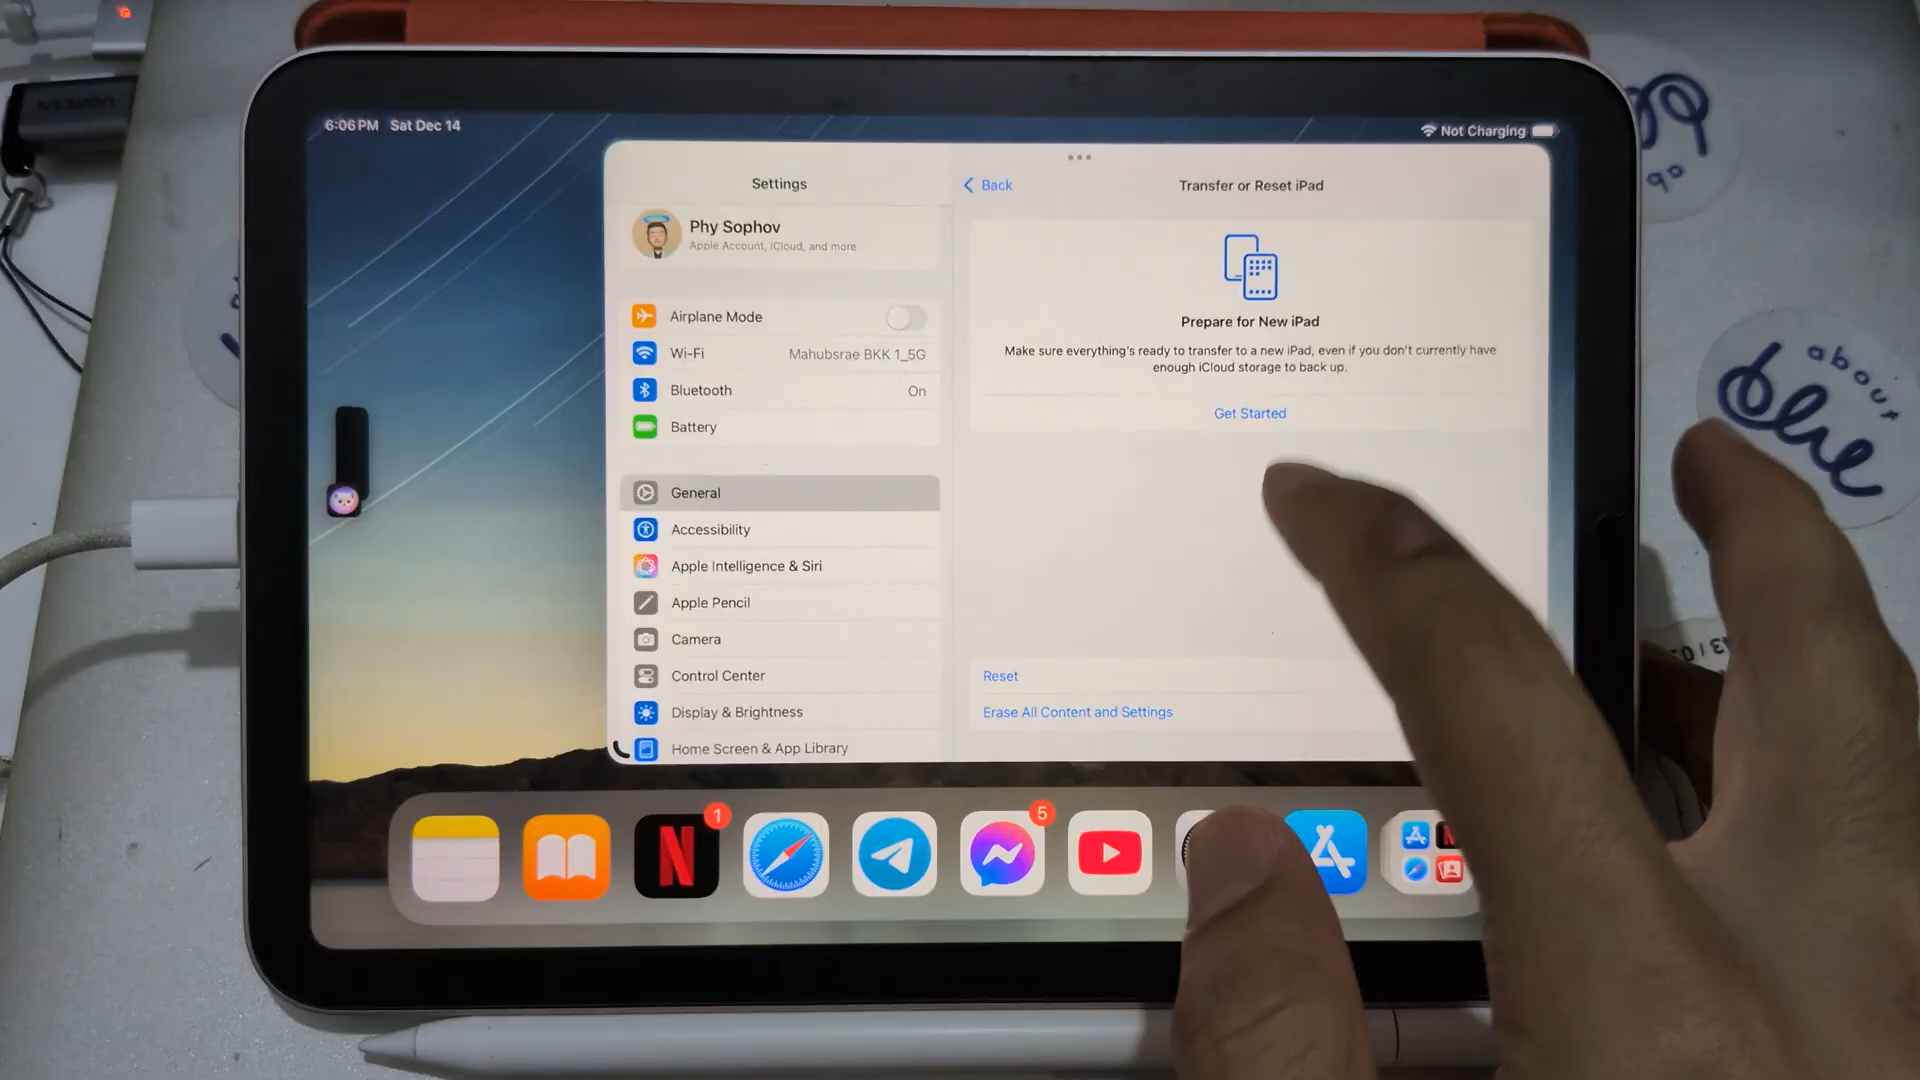 6:06 PM Sat Dec 14
Not Charging
Settings
Phy Sophov
Apple Account, iCloud, and more
Airplane Mode
Wi-Fi Mahubsrae BKK 1_5G
Bluetooth On
Battery
General
Accessibility
Apple Intelligence & Siri
Apple Pencil
Camera
Control Center
Display & Brightness
Home Screen & App Library
Back
Transfer or Reset iPad
Prepare for New iPad
Make sure everything's ready to transfer to a new iPad, even if you don't currently have
enough iCloud storage to back up.
Get Started
Reset
Erase All Content and Settings
1
5
N
UGREEN
about
blue